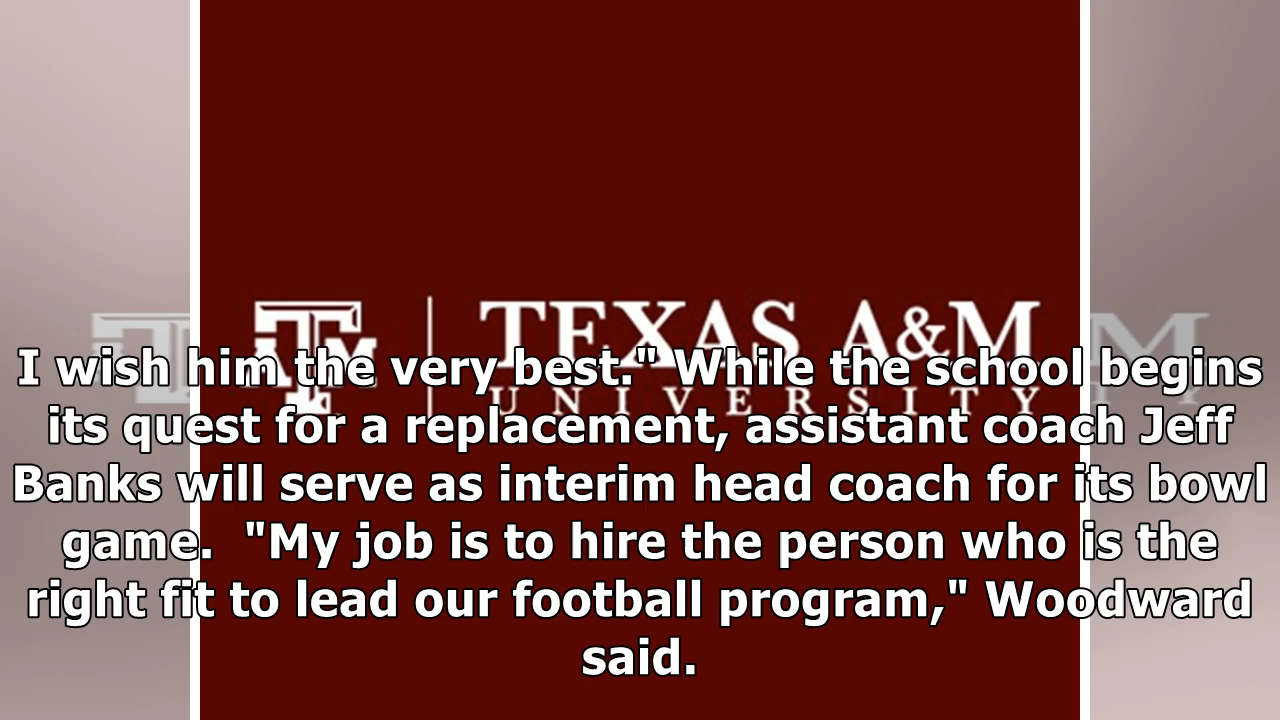 TEXAS A&M
UNIVERSITY
I wish him the very best." While the school begins
its quest for a replacement, assistant coach Jeff
Banks will serve as interim head coach for its bowl
game.  "My job is to hire the person who is the
right fit to lead our football program," Woodward
said.